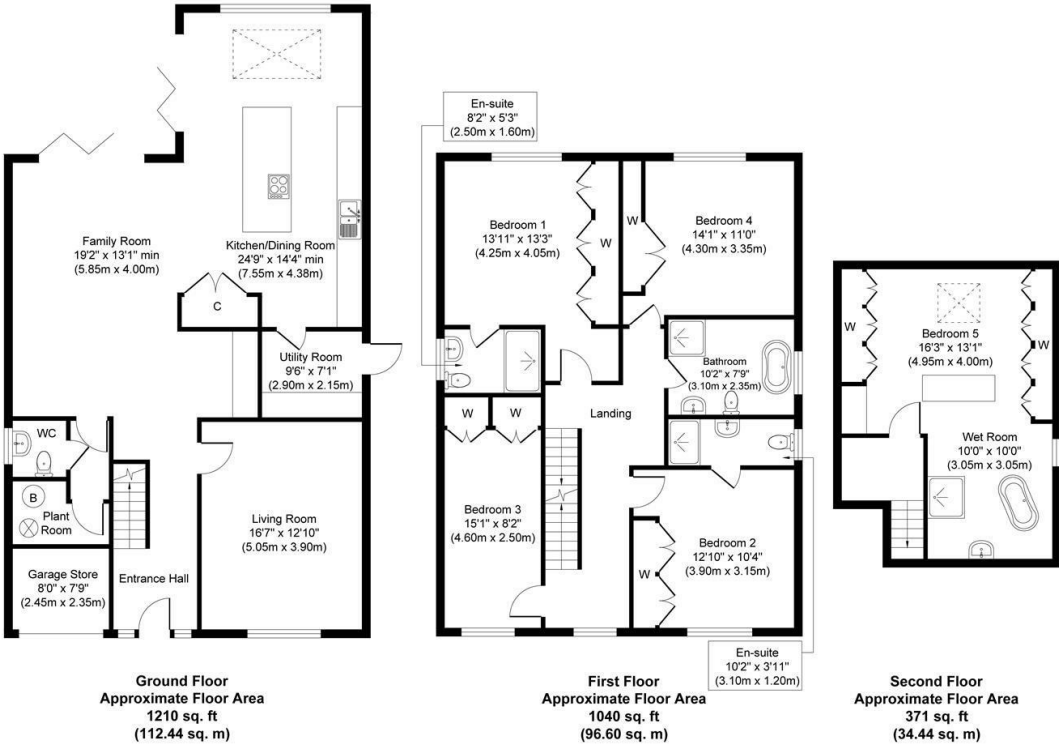 Family Room
19'2" x 13'1" min
(5.85m x 4.00m)
Kitchen/Dining Room
24'9" x 14'4" min
(7.55m x 4.38m)
C
Utility Room
9'6" x 7'1"
(2.90m x 2.15m)
WC
B
Plant
Room
Living Room
16'7" x 12'10"
(5.05m x 3.90m)
Garage Store
8'0" x 7'9"
(2.45m x 2.35m)
Entrance Hall
Ground Floor
Approximate Floor Area
1210 sq. ft
(112.44 sq. m)
En-suite
8'2" x 5'3"
(2.50m x 1.60m)
Bedroom 1
13'11" x 13'3"
(4.25m x 4.05m)
W
W
Bedroom 4
14'1" x 11'0"
(4.30m x 3.35m)
Bathroom
10'2" x 7'9"
(3.10m x 2.35m)
Landing
W
W
Bedroom 3
15'1" x 8'2"
(4.60m x 2.50m)
Bedroom 2
12'10" x 10'4"
(3.90m x 3.15m)
W
En-suite
10'2" x 3'11"
(3.10m x 1.20m)
First Floor
Approximate Floor Area
1040 sq. ft
(96.60 sq. m)
W
Bedroom 5
16'3" x 13'1"
(4.95m x 4.00m)
W
Wet Room
10'0" x 10'0"
(3.05m x 3.05m)
Second Floor
Approximate Floor Area
371 sq. ft
(34.44 sq. m)